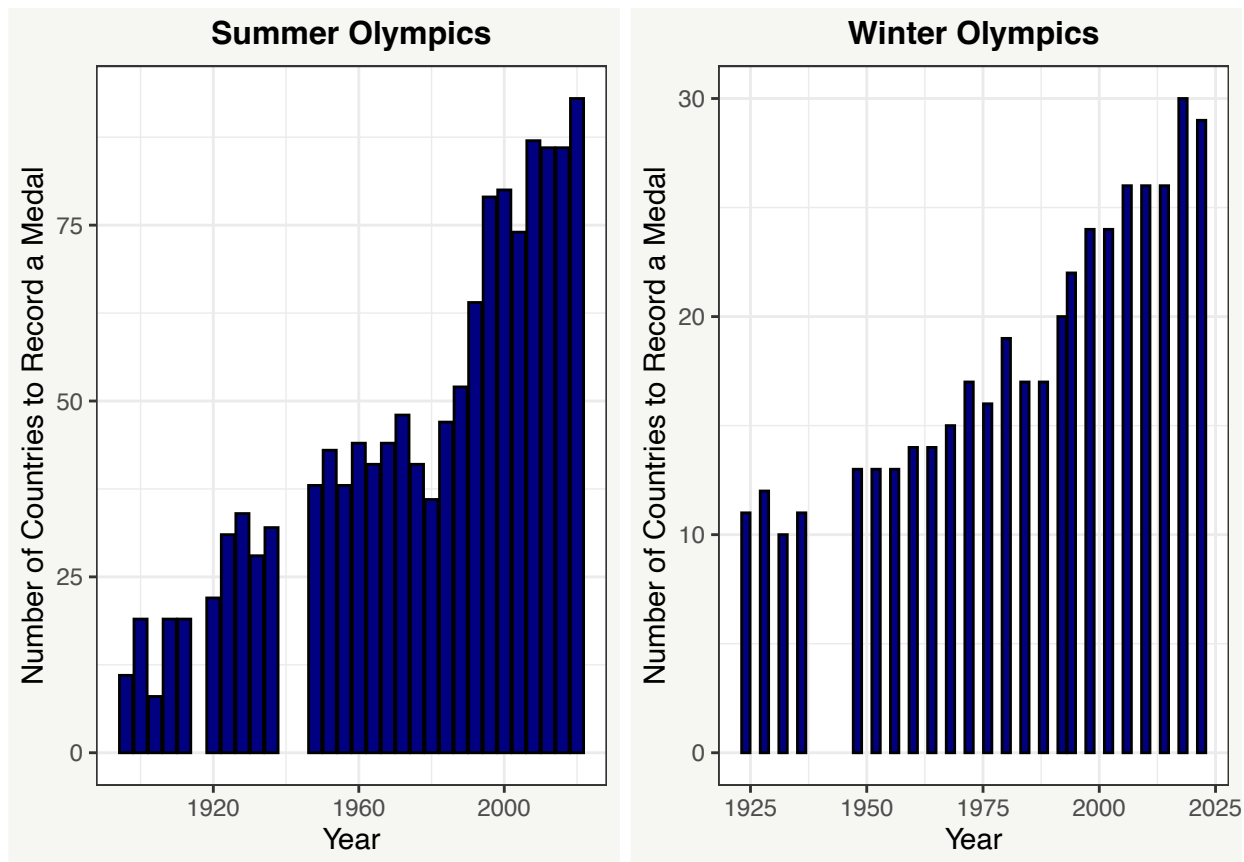 Summer Olympics
Number of Countries to Record a Medal
75
50
25
0
1920 1960 2000
Year
Winter Olympics
Number of Countries to Record a Medal
30
20
10
0
1925 1950 1975 2000 2025
Year